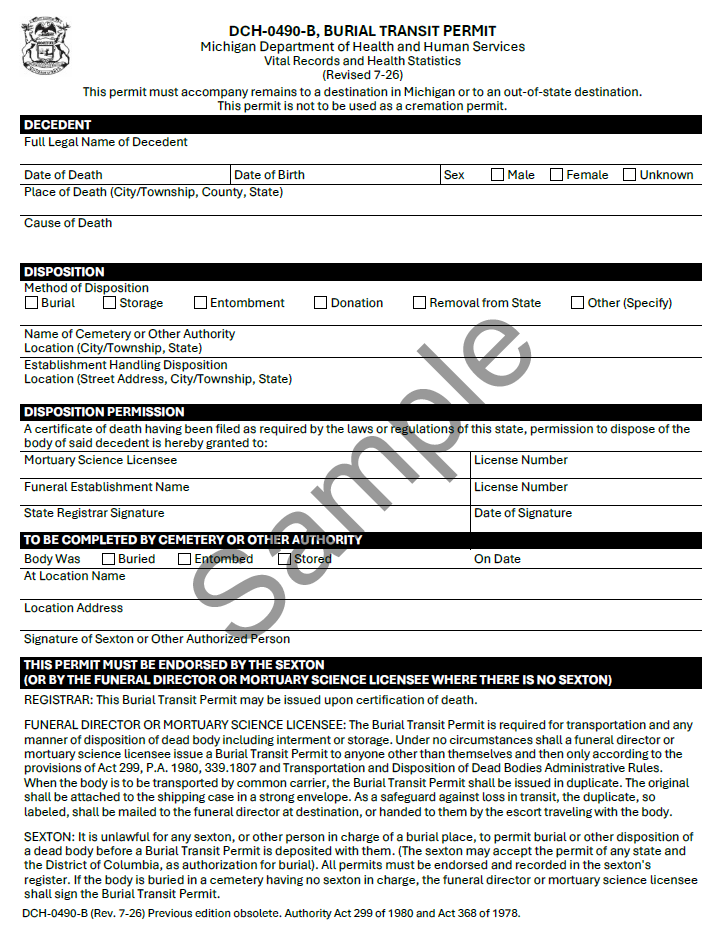 DCH-0490-B, BURIAL TRANSIT PERMIT
Michigan Department of Health and Human Services
Vital Records and Health Statistics
(Revised 7-26)
This permit must accompany remains to a destination in Michigan or to an out-of-state destination.
This permit is not to be used as a cremation permit.
DECEDENT
Full Legal Name of Decedent
Date of Death Date of Birth Sex Male Female Unknown
Place of Death (City/Township, County, State)
Cause of Death
DISPOSITION
Method of Disposition
Burial Storage Entombment Donation Removal from State Other (Specify)
Name of Cemetery or Other Authority
Location (City/Township, State)
Establishment Handling Disposition
Location (Street Address, City/Township, State)
DISPOSITION PERMISSION
A certificate of death having been filed as required by the laws or regulations of this state, permission to dispose of the
body of said decedent is hereby granted to:
Mortuary Science Licensee License Number
Funeral Establishment Name License Number
State Registrar Signature Date of Signature
TO BE COMPLETED BY CEMETERY OR OTHER AUTHORITY
Body Was Buried Entombed Stored On Date
At Location Name
Location Address
Signature of Sexton or Other Authorized Person
Sample
THIS PERMIT MUST BE ENDORSED BY THE SEXTON
(OR BY THE FUNERAL DIRECTOR OR MORTUARY SCIENCE LICENSEE WHERE THERE IS NO SEXTON)
REGISTRAR: This Burial Transit Permit may be issued upon certification of death.
FUNERAL DIRECTOR OR MORTUARY SCIENCE LICENSEE: The Burial Transit Permit is required for transportation and any
manner of disposition of dead body including interment or storage. Under no circumstances shall a funeral director or
mortuary science licensee issue a Burial Transit Permit to anyone other than themselves and then only according to the
provisions of Act 299, P.A. 1980, 339.1807 and Transportation and Disposition of Dead Bodies Administrative Rules.
When the body is to be transported by common carrier, the Burial Transit Permit shall be issued in duplicate. The original
shall be attached to the shipping case in a strong envelope. As a safeguard against loss in transit, the duplicate, so
labeled, shall be mailed to the funeral director at destination, or handed to them by the escort traveling with the body.
SEXTON: It is unlawful for any sexton, or other person in charge of a burial place, to permit burial or other disposition of
a dead body before a Burial Transit Permit is deposited with them. (The sexton may accept the permit of any state and
the District of Columbia, as authorization for burial). All permits must be endorsed and recorded in the sexton's
register. If the body is buried in a cemetery having no sexton in charge, the funeral director or mortuary science licensee
shall sign the Burial Transit Permit.
DCH-0490-B (Rev. 7-26) Previous edition obsolete. Authority Act 299 of 1980 and Act 368 of 1978.